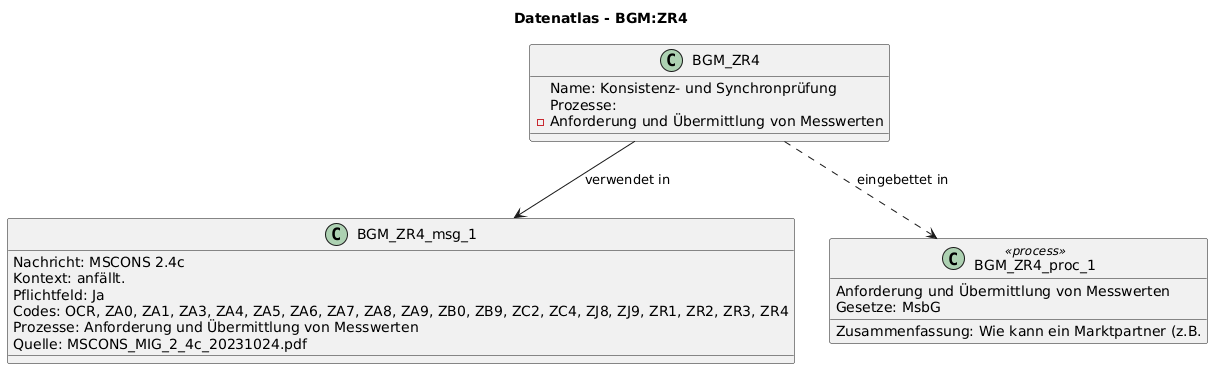 Datenatlas - BGM:ZR4
C BGM_ZR4
Name: Konsistenz- und Synchronprüfung
Prozesse:
Anforderung und Übermittlung von Messwerten
verwendet in
eingebettet in
C BGM_ZR4_msg_1
Nachricht: MSCONS 2.4c
Kontext: anfällt.
Pflichtfeld: Ja
Codes: OCR, ZA0, ZA1, ZA3, ZA4, ZA5, ZA6, ZA7, ZA8, ZA9, ZB0, ZB9, ZC2, ZC4, ZJ8, ZJ9, ZR1, ZR2, ZR3, ZR4
Prozesse: Anforderung und Übermittlung von Messwerten
Quelle: MSCONS_MIG_2_4c_20231024.pdf
«process»
C BGM_ZR4_proc_1
Anforderung und Übermittlung von Messwerten
Gesetze: MsbG
Zusammenfassung: Wie kann ein Marktpartner (z.B.